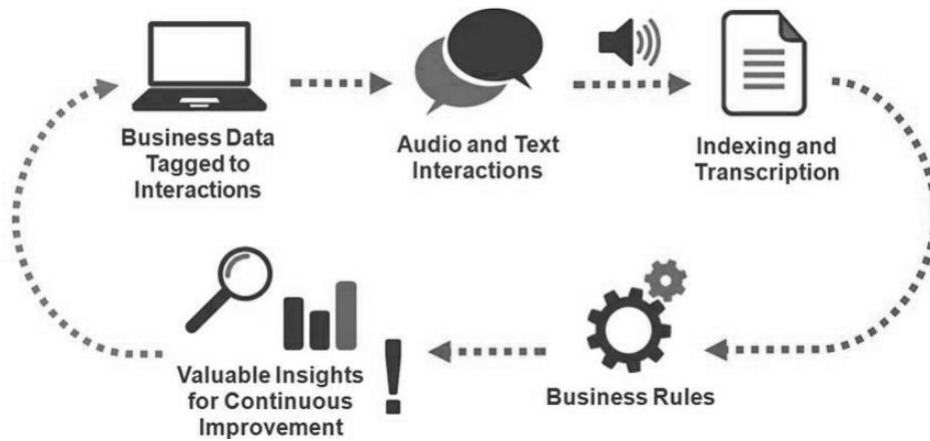 Business Data
Tagged to
Interactions
Audio and Text
Interactions
Indexing and
Transcription
Business Rules
Valuable Insights
for Continuous
Improvement